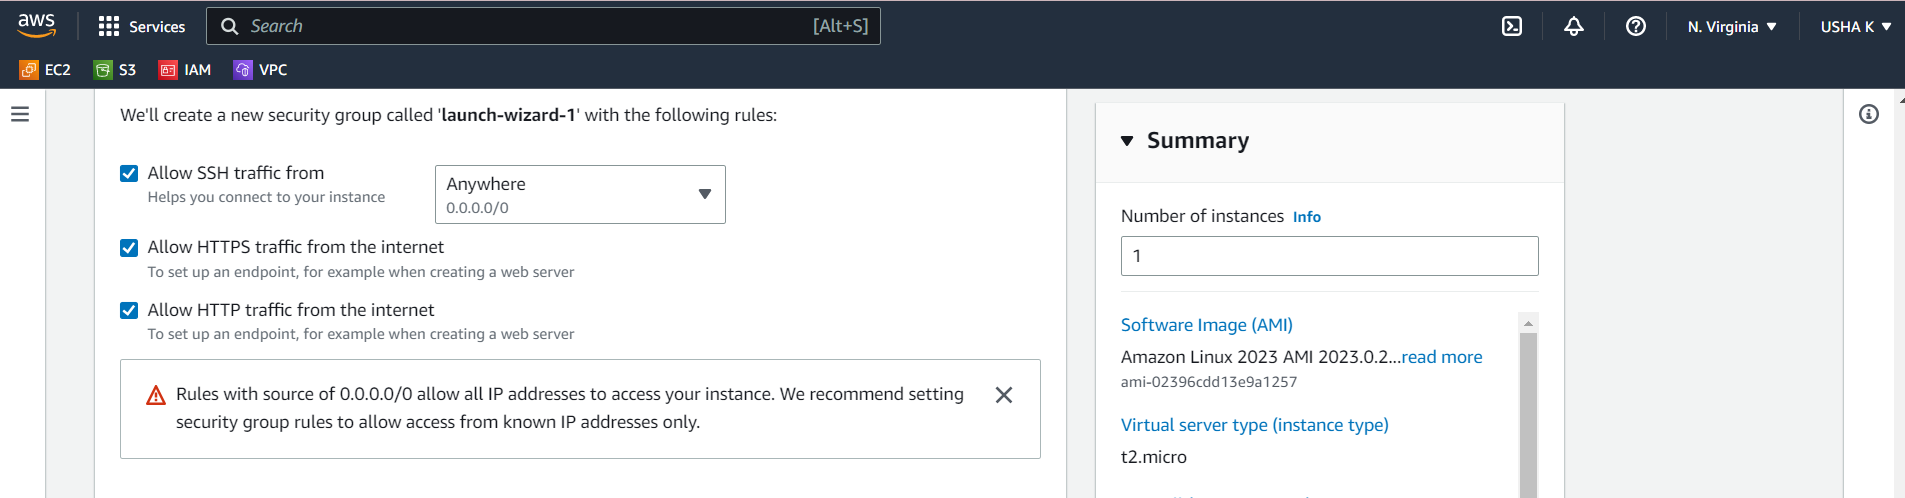 aws Services Search [Alt+S] N. Virginia USHA K
EC2 S3 IAM VPC
We'll create a new security group called 'launch-wizard-1' with the following rules:
Allow SSH traffic from
Helps you connect to your instance
Anywhere
0.0.0.0/0
Allow HTTPS traffic from the internet
To set up an endpoint, for example when creating a web server
Allow HTTP traffic from the internet
To set up an endpoint, for example when creating a web server
Rules with source of 0.0.0.0/0 allow all IP addresses to access your instance. We recommend setting
security group rules to allow access from known IP addresses only.
Summary
Number of instances Info
1
Software Image (AMI)
Amazon Linux 2023 AMI 2023.0.2...read more
ami-02396cdd13e9a1257
Virtual server type (instance type)
t2.micro